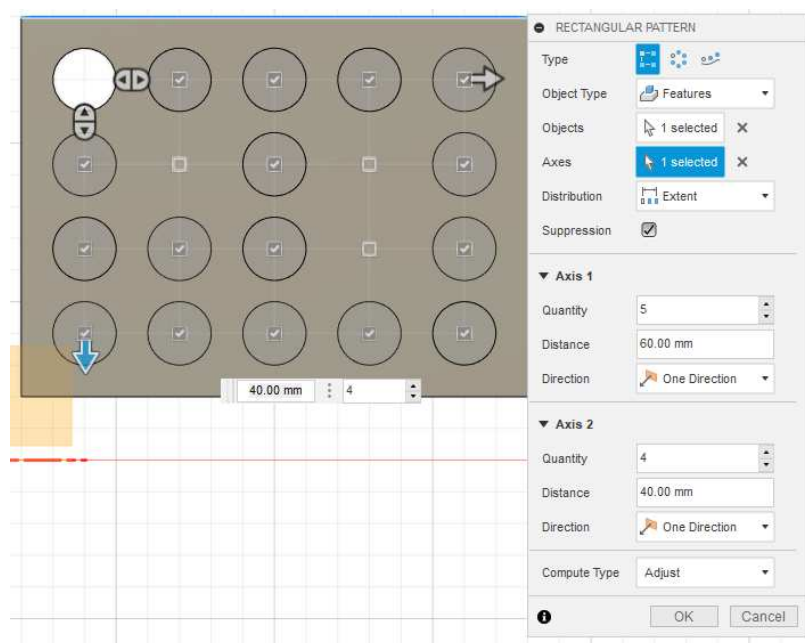 RECTANGULAR PATTERN
Type
Object Type Features
Objects 1 selected
Axes 1 selected
Distribution Extent
Suppression
Axis 1
Quantity 5
Distance 60.00 mm
Direction One Direction
40.00 mm 4
Axis 2
Quantity 4
Distance 40.00 mm
Direction One Direction
Compute Type Adjust
OK Cancel